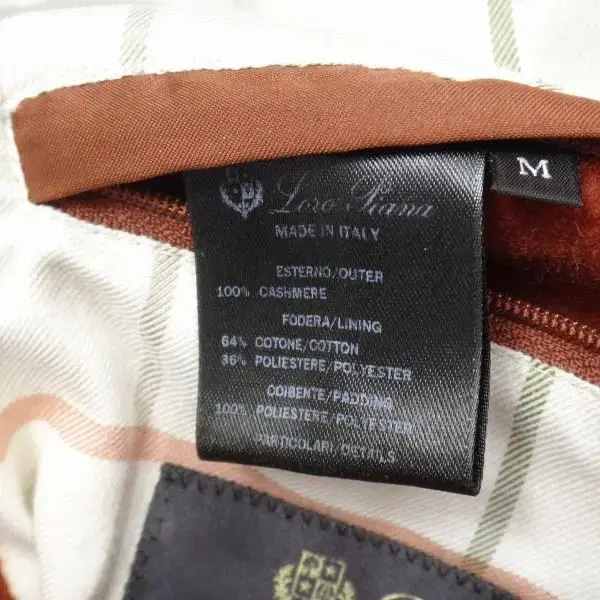 Loro Piana
M
MADE IN ITALY
ESTERNO/OUTER
100% CASHMERE
FODERA/LINING
64% COTONE/COTTON
36% POLIESTERE/POLYESTER
COIBENTE/PADDING
100% POLIESTERE/POLYESTER
PARTICOLARI/DETAILS